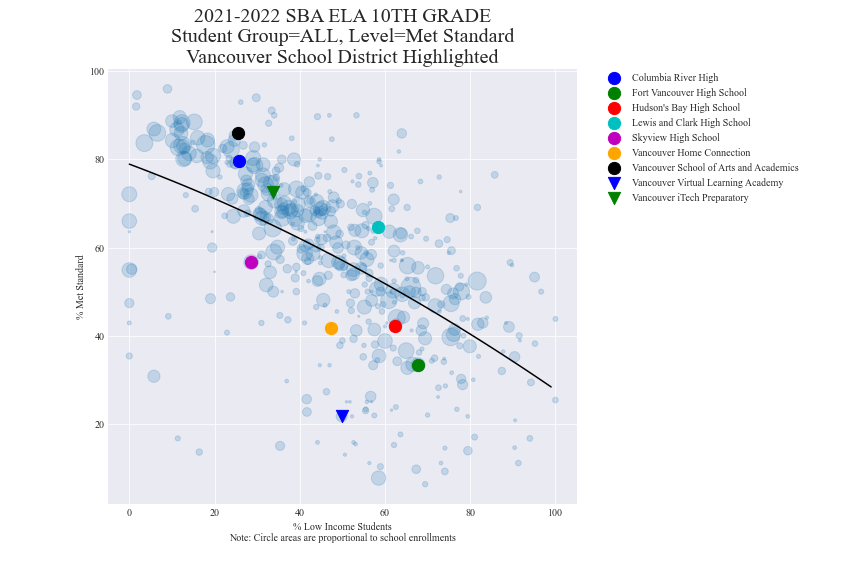 2021-2022 SBA ELA 10TH GRADE
Student Group=ALL, Level=Met Standard
Vancouver School District Highlighted
100
80
60
40
20
% Met Standard
0 20 40 60 80 100
% Low Income Students
Note: Circle areas are proportional to school enrollments
Columbia River High
Fort Vancouver High School
Hudson's Bay High School
Lewis and Clark High School
Skyview High School
Vancouver Home Connection
Vancouver School of Arts and Academics
Vancouver Virtual Learning Academy
Vancouver iTech Preparatory